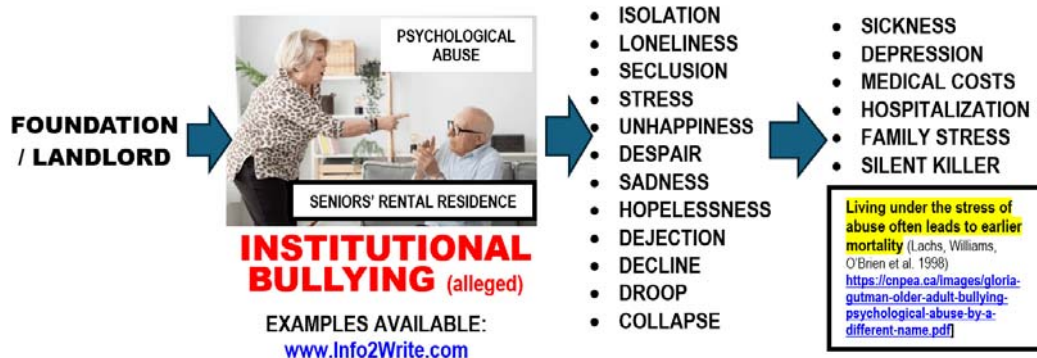 FOUNDATION
/ LANDLORD
PSYCHOLOGICAL
ABUSE
SENIORS' RENTAL RESIDENCE
INSTITUTIONAL
BULLYING (alleged)
EXAMPLES AVAILABLE:
www.Info2Write.com
• ISOLATION
• LONELINESS
• SECLUSION
• STRESS
• UNHAPPINESS
• DESPAIR
• SADNESS
• HOPELESSNESS
• DEJECTION
• DECLINE
• DROOP
• COLLAPSE
• SICKNESS
• DEPRESSION
• MEDICAL COSTS
• HOSPITALIZATION
• FAMILY STRESS
• SILENT KILLER
Living under the stress of
abuse often leads to earlier
mortality (Lachs, Williams,
O'Brien et al. 1998)
https://cnpea.ca/images/gloria-
gutman-older-adult-bullying-
psychological-abuse-by-a-
different-name.pdf]